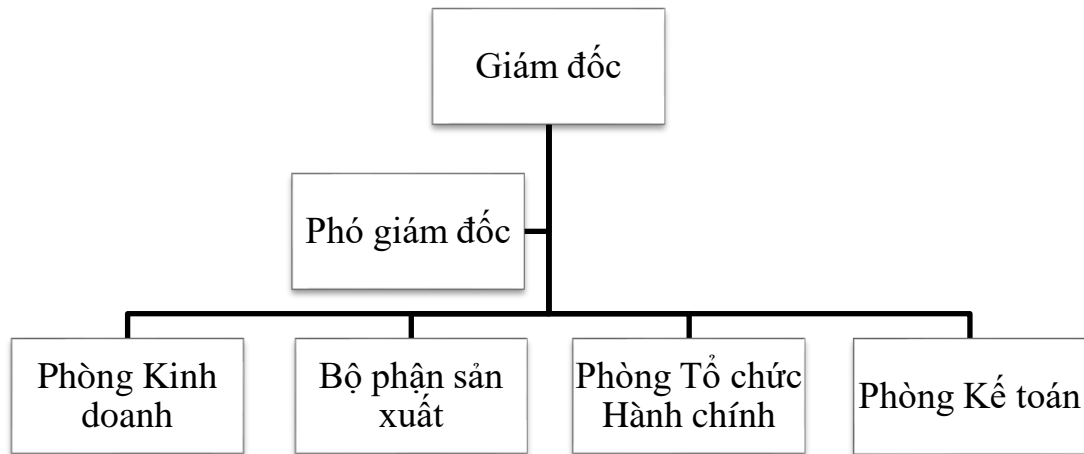 Giám đốc
Phó giám đốc
Phòng Kinh
doanh
Bộ phận sản
xuất
Phòng Tổ chức
Hành chính
Phòng Kế toán